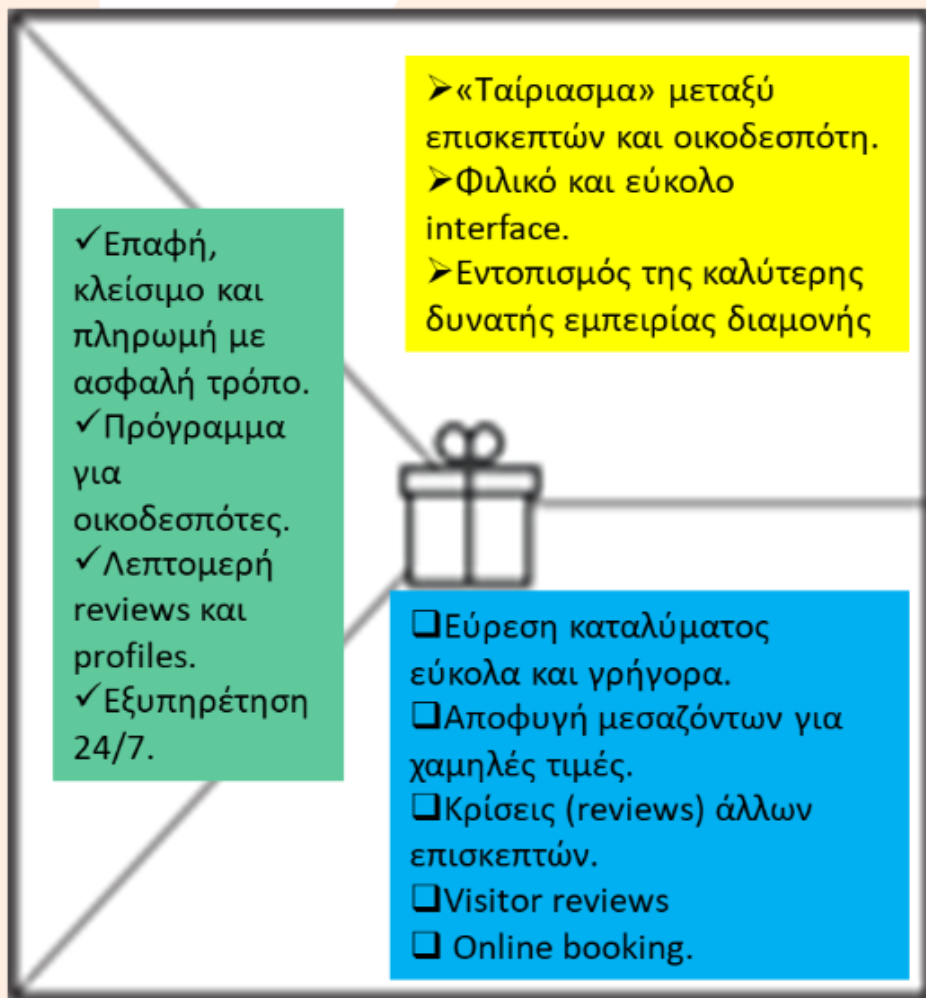 ➤«Ταίριασμα» μεταξύ
επισκεπτών και οικοδεσπότη.
➤Φιλικό και εύκολο
interface.
➤Εντοπισμός της καλύτερης
δυνατής εμπειρίας διαμονής
✓Επαφή,
κλείσιμο και
πληρωμή με
ασφαλή τρόπο.
✓Πρόγραμμα
για
οικοδεσπότες.
✓Λεπτομερή
reviews και
profiles.
✓Εξυπηρέτηση
24/7.
❑Εύρεση καταλύματος
εύκολα και γρήγορα.
❑Αποφυγή μεσαζόντων για
χαμηλές τιμές.
❑Κρίσεις (reviews) άλλων
επισκεπτών.
❑Visitor reviews
❑ Online booking.